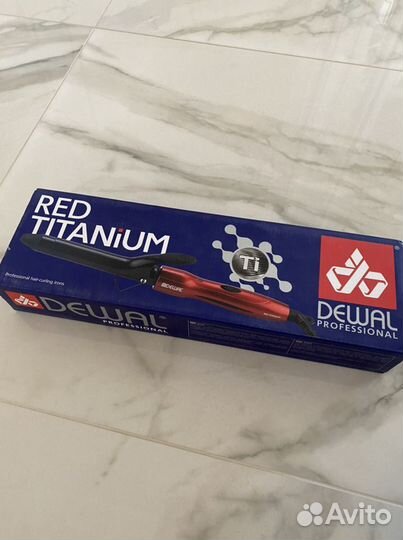 RED
TITANiUM
Ti
DEWAL
Professional hair-curling irons
DEWAL
PROFESSIONAL
DEWAL®
PROFESSIONAL
Avito